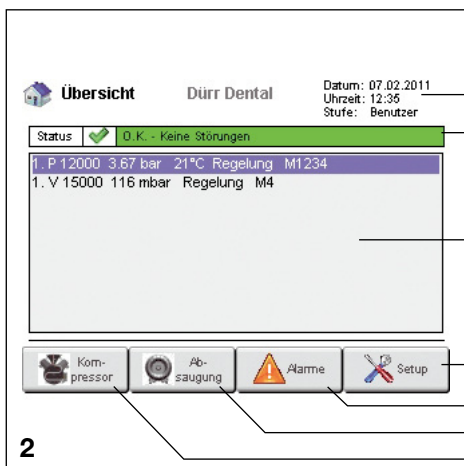 Übersicht Dürr Dental
Datum: 07.02.2011
Uhrzeit: 12:35
Stufe: Benutzer
Status O.K. - Keine Störungen
1. P 12000 3.67 bar 21°C Regelung M1234
1. V 15000 116 mbar Regelung M4
Kom-
pressor
Ab-
saugung
Alarme
Setup
2